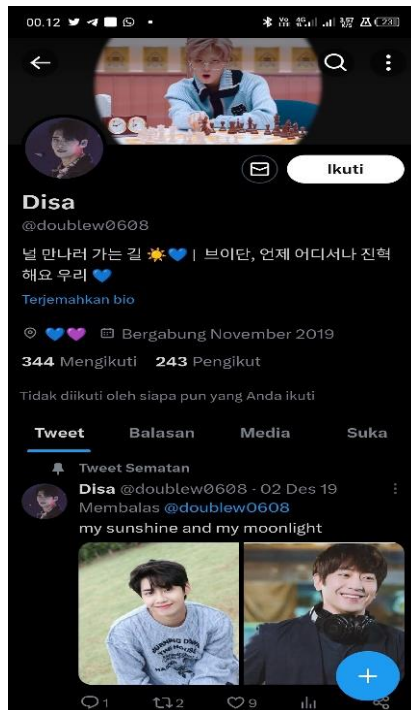 00.12
Ikuti
Disa
@doublew0608
널 만나러 가는 길 ☀️💙 | 브이단, 언제 어디서나 진혁
해요 우리 💙
Terjemahkan bio
💙💜 Bergabung November 2019
344 Mengikuti 243 Pengikut
Tidak diikuti oleh siapa pun yang Anda ikuti
Tweet Balasan Media Suka
Tweet Sematan
Disa @doublew0608 · 02 Des 19
Membalas @doublew0608
my sunshine and my moonlight
1 2 9